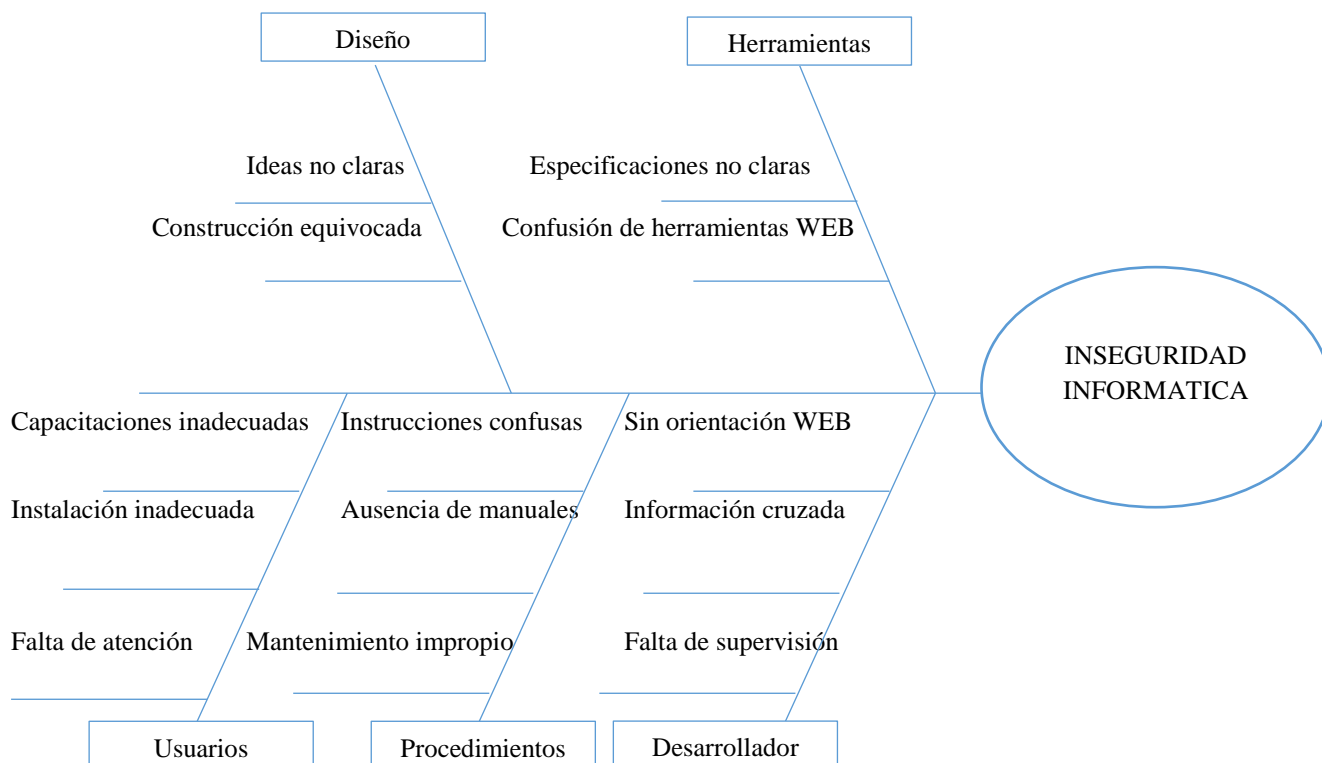 Diseño
Herramientas
Ideas no claras
Especificaciones no claras
Construcción equivocada
Confusión de herramientas WEB
INSEGURIDAD
INFORMATICA
Capacitaciones inadecuadas
Instrucciones confusas
Sin orientación WEB
Instalación inadecuada
Ausencia de manuales
Información cruzada
Falta de atención
Mantenimiento impropio
Falta de supervisión
Usuarios
Procedimientos
Desarrollador